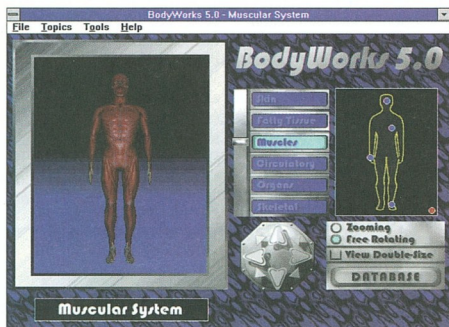 BodyWorks 5.0 - Muscular System
File Topics Tools Help
BodyWorks 5.0
Skin
Fatty Tissue
Muscles
Circulatory
Organs
Skeletal
Zooming
Free Rotating
View Double-Size
DATABASE
Muscular System